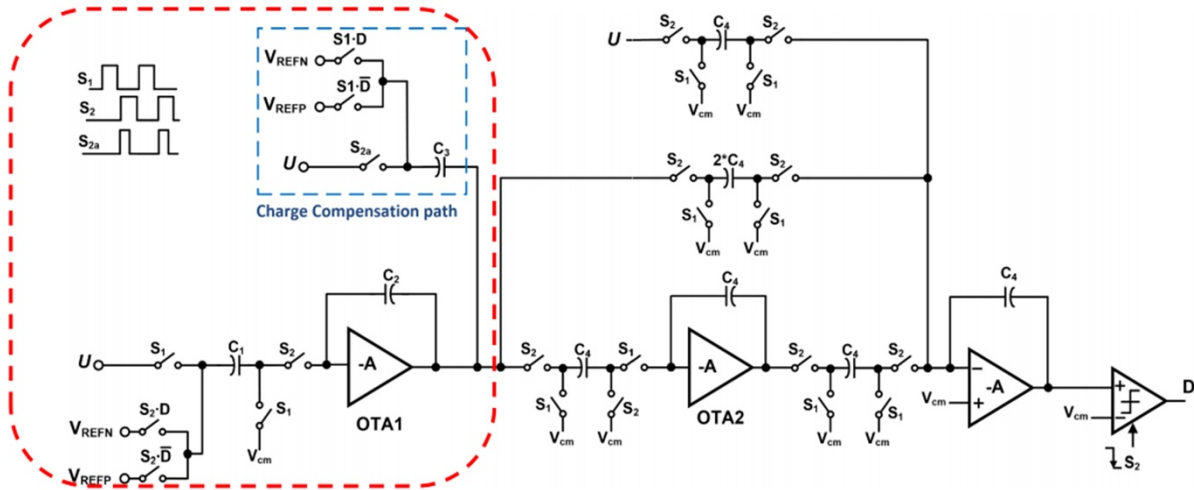 S1
S2
S2a
VREFN
S1·D
VREFP
S1·D̅
U
S2a
C3
Charge Compensation path
U
S2
C4
S2
S1
S1
Vcm
Vcm
S2
2*C4
S2
S1
S1
Vcm
Vcm
C2
C4
C4
U
S1
C1
S2
-A
OTA1
S1
Vcm
VREFN
S2·D
VREFP
S2·D̅
S2
C4
S1
S1
S2
Vcm
Vcm
-A
OTA2
S2
C4
S2
S1
S1
Vcm
Vcm
−
-A
Vcm
+
+
Vcm
−
D
S2